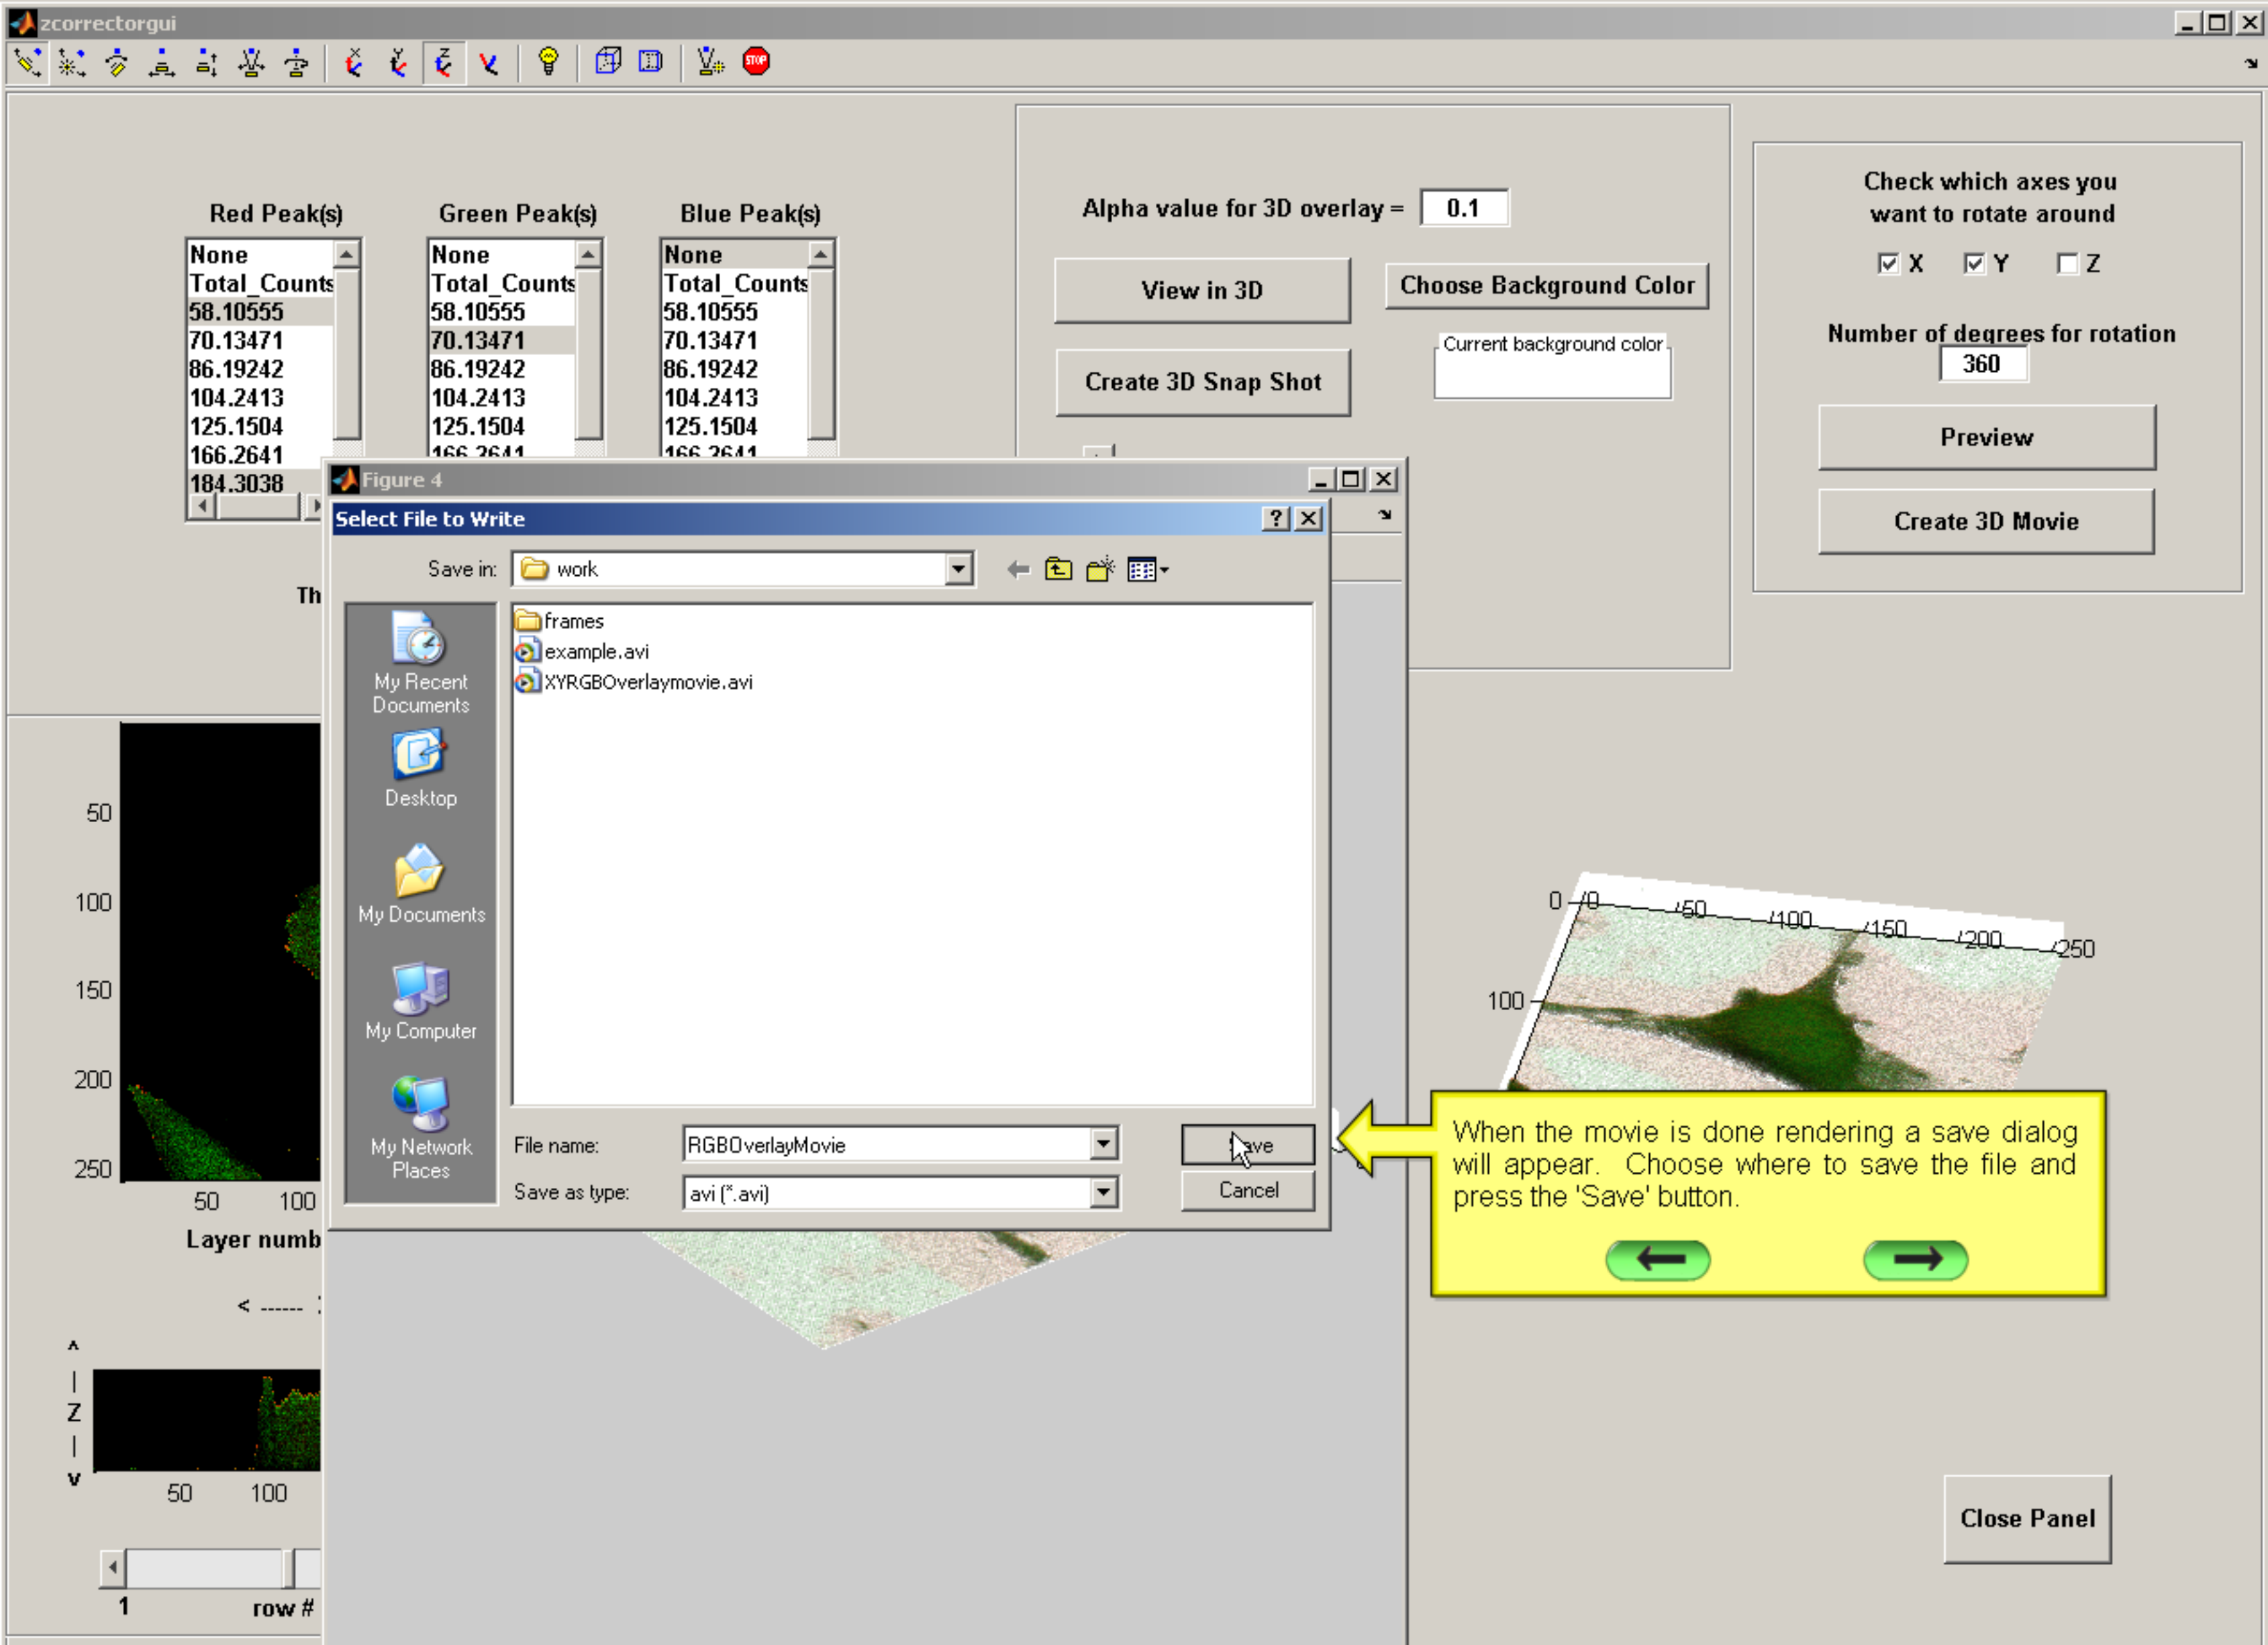 zcorrectorgui
STOP
Red Peak(s)
None
Total_Counts
58.10555
70.13471
86.19242
104.2413
125.1504
166.2641
184.3038
Green Peak(s)
None
Total_Counts
58.10555
70.13471
86.19242
104.2413
125.1504
166.2641
Blue Peak(s)
None
Total_Counts
58.10555
70.13471
86.19242
104.2413
125.1504
166.2641
Alpha value for 3D overlay = 0.1
View in 3D
Choose Background Color
Create 3D Snap Shot
Current background color
Check which axes you
want to rotate around
X Y Z
Number of degrees for rotation
360
Preview
Create 3D Movie
Th
Figure 4
Select File to Write
Save in: work
frames
example.avi
XYRGBOverlaymovie.avi
My Recent
Documents
Desktop
My Documents
My Computer
My Network
Places
File name: RGBOverlayMovie
Save
Save as type: avi (*.avi)
Cancel
50
100
150
200
250
50 100
Layer numb
< ------
^
|
Z
|
v
50 100
1 row #
0 0 50 100 150 200 250
100
When the movie is done rendering a save dialog
will appear. Choose where to save the file and
press the 'Save' button.
Close Panel